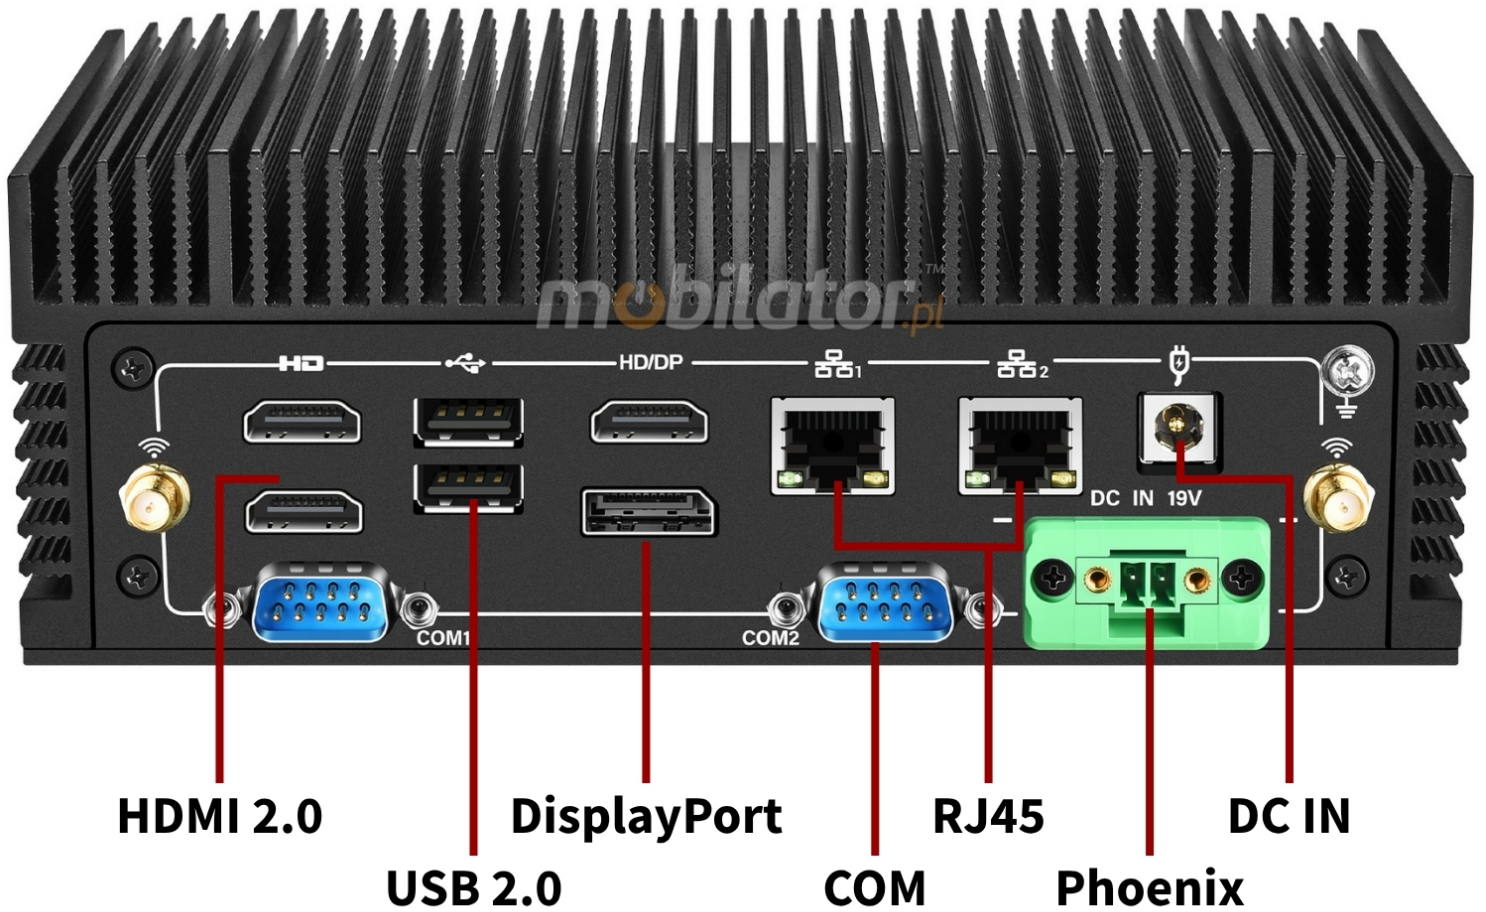 mobilator.pl™
HD
HD/DP
1
2
DC IN 19V
COM1
COM2
HDMI 2.0
DisplayPort
RJ45
DC IN
USB 2.0
COM
Phoenix